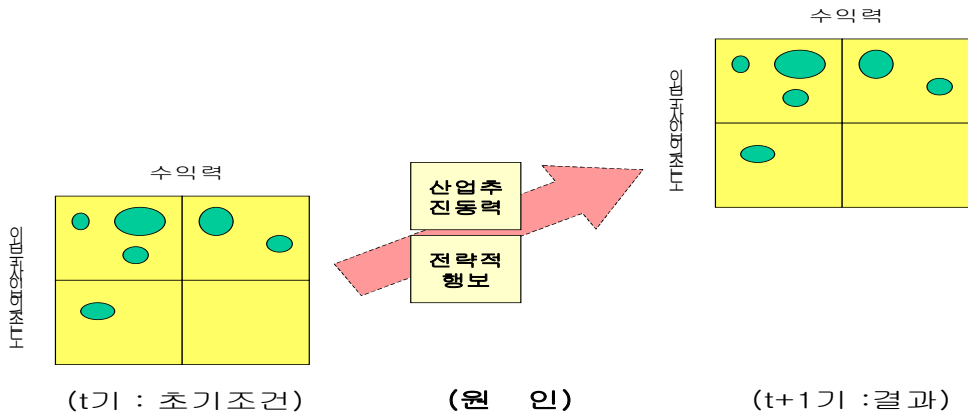 수익력
수익력
산업추
진동력
전략적
행보
(t기 : 초기조건)
(원 인)
(t+1기 :결과)